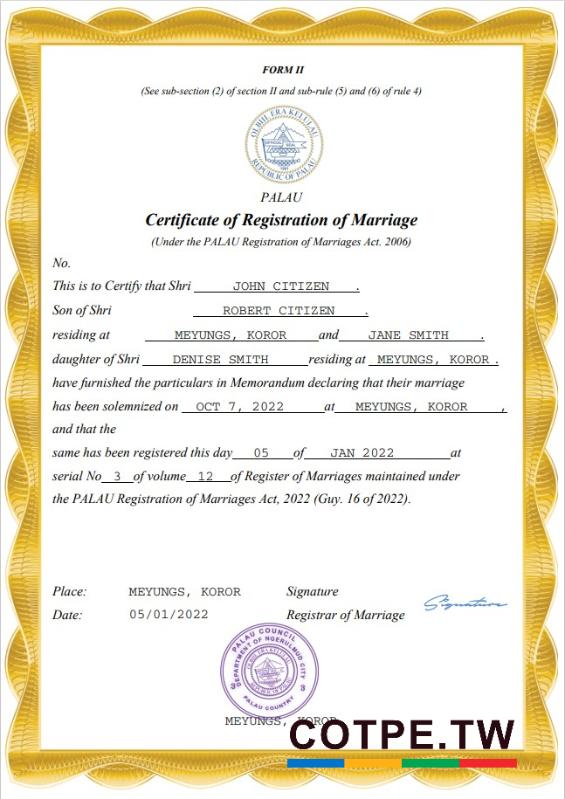 FORM II
(See sub-section (2) of section II and sub-rule (5) and (6) of rule 4)
OLBIIL ERA KELULAU
OFFICIAL SEAL
1981
REPUBLIC OF PALAU
PALAU
Certificate of Registration of Marriage
(Under the PALAU Registration of Marriages Act. 2006)
No.
This is to Certify that Shri JOHN CITIZEN .
Son of Shri ROBERT CITIZEN .
residing at MEYUNGS, KOROR and JANE SMITH .
daughter of Shri DENISE SMITH residing at MEYUNGS, KOROR .
have furnished the particulars in Memorandum declaring that their marriage
has been solemnized on OCT 7, 2022 at MEYUNGS, KOROR ,
and that the
same has been registered this day 05 of JAN 2022 at
serial No 3 of volume 12 of Register of Marriages maintained under
the PALAU Registration of Marriages Act, 2022 (Guy. 16 of 2022).
Place: MEYUNGS, KOROR Signature
Date: 05/01/2022 Registrar of Marriage
Signature
PALAU COUNCIL
DEPARTMENT OF NGERULMUD CITY
PALAU COUNTRY
MEYUNGS, KOROR
COTPE.TW